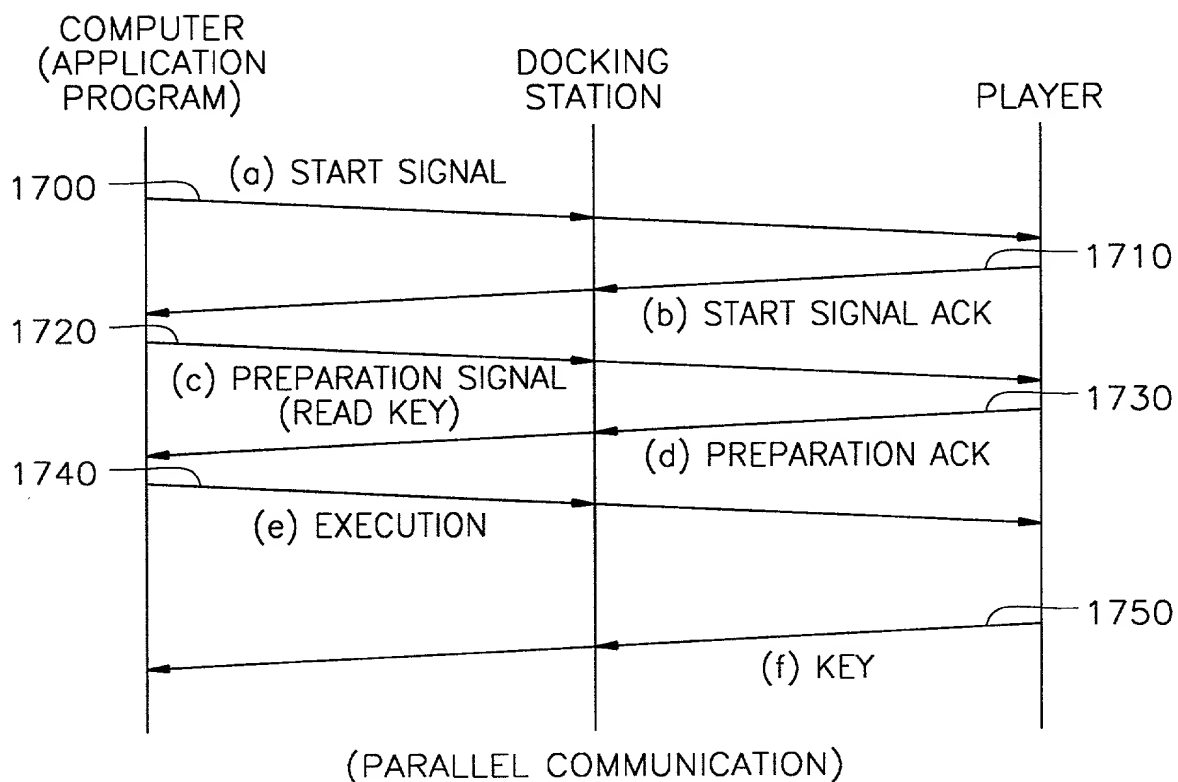 COMPUTER
(APPLICATION
PROGRAM)
DOCKING
STATION
PLAYER
1700
(a) START SIGNAL
1710
(b) START SIGNAL ACK
1720
(c) PREPARATION SIGNAL
(READ KEY)
1730
(d) PREPARATION ACK
1740
(e) EXECUTION
1750
(f) KEY
(PARALLEL COMMUNICATION)